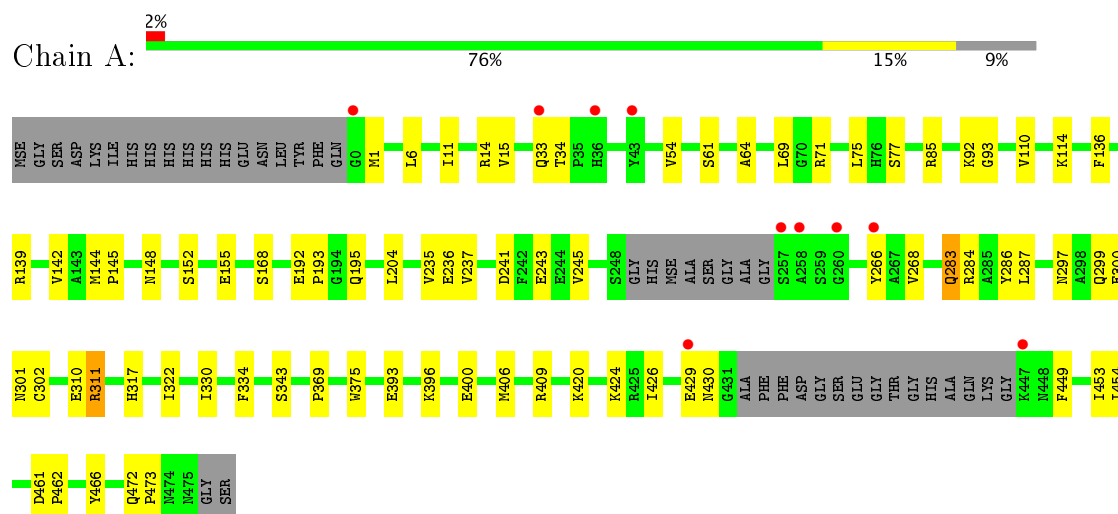 2%
Chain A:
76% 15% 9%
MSE GLY SER ASP LYS ILE HIS HIS HIS HIS HIS HIS GLU ASN LEU TYR PHE GLN G0 M1 L6 I11 R14 V15 Q33 T34 P35 H36 Y43 V54 S61 A64 L69 G70 R71 L75 H76 S77 R85 K92 G93 V110 K114 F136
R139 V142 A143 M144 P145 N148 S152 E155 S168 E192 P193 G194 Q195 L204 V235 E236 V237 D241 F242 E243 E244 V245 S248 GLY HIS MSE ALA SER GLY ALA GLY S257 A258 S259 G260 Y266 A267 V268 Q283 R284 A285 Y286 L287 N297 A298 Q299 E300
N301 C302 E310 R311 H317 I322 I330 F334 S343 P369 W375 E393 K396 E400 M406 R409 K420 K424 R425 I426 E429 N430 G431 ALA PHE PHE ASP GLY SER GLU GLY THR GLY HIS ALA GLN LYS GLY K447 N448 F449 I453
D461 P462 Y466 Q472 P473 N474 N475 GLY SER